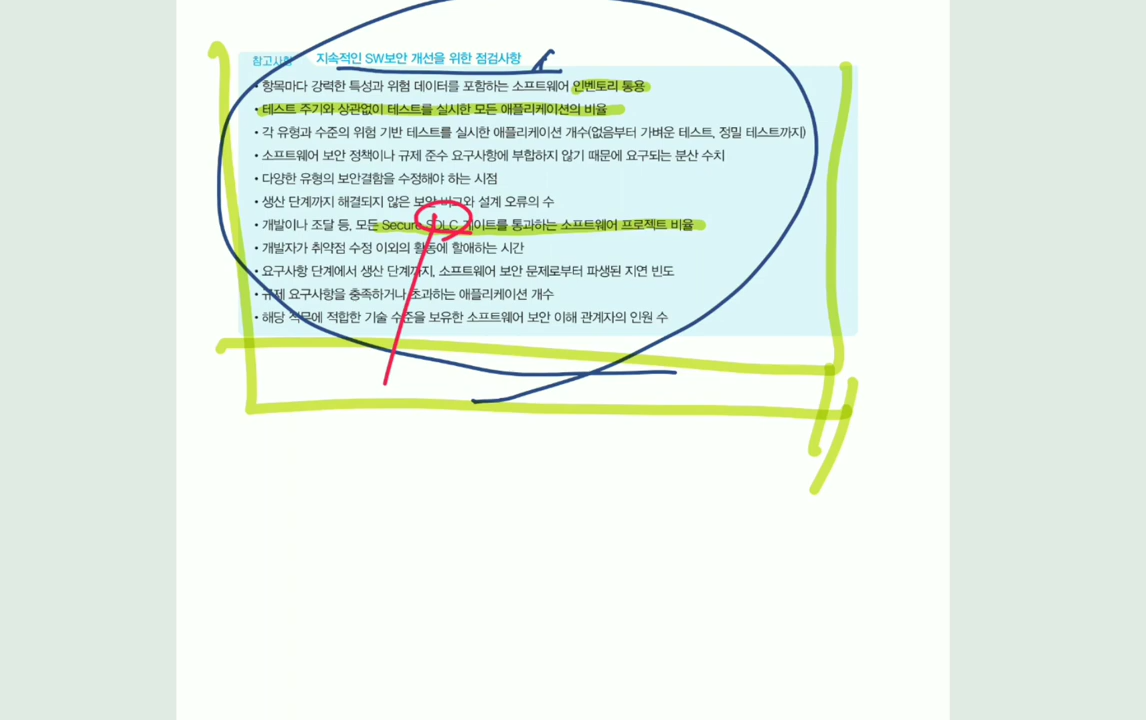 참고사항 지속적인 SW보안 개선을 위한 점검사항
• 항목마다 강력한 특성과 위험 데이터를 포함하는 소프트웨어 인벤토리 통용
• 테스트 주기와 상관없이 테스트를 실시한 모든 애플리케이션의 비율
• 각 유형과 수준의 위험 기반 테스트를 실시한 애플리케이션 개수(없음부터 가벼운 테스트, 정밀 테스트까지)
• 소프트웨어 보안 정책이나 규제 준수 요구사항에 부합하지 않기 때문에 요구되는 분산 수치
• 다양한 유형의 보안결함을 수정해야 하는 시점
• 생산 단계까지 해결되지 않은 보안 버그와 설계 오류의 수
• 개발이나 조달 등, 모든 Secure SDLC 게이트를 통과하는 소프트웨어 프로젝트 비율
• 개발자가 취약점 수정 이외의 활동에 할애하는 시간
• 요구사항 단계에서 생산 단계까지, 소프트웨어 보안 문제로부터 파생된 지연 빈도
• 규제 요구사항을 충족하거나 초과하는 애플리케이션 개수
• 해당 직무에 적합한 기술 수준을 보유한 소프트웨어 보안 이해 관계자의 인원 수